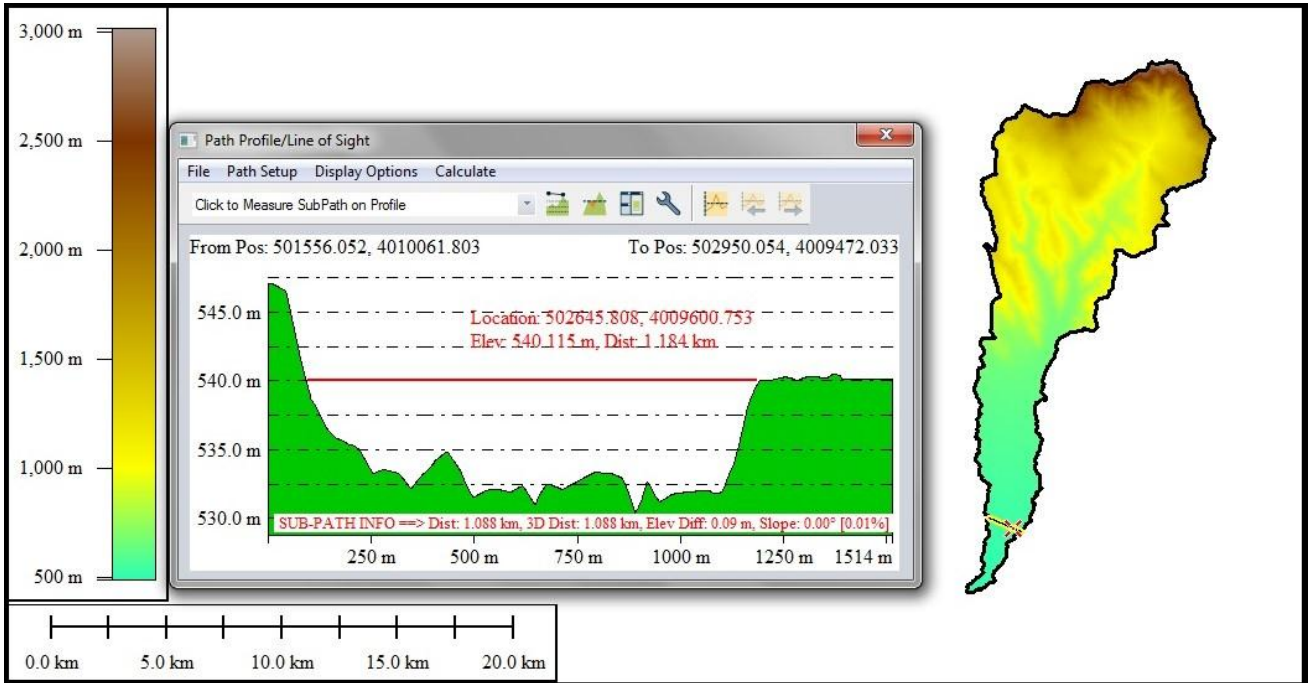 3,000 m
2,500 m
2,000 m
1,500 m
1,000 m
500 m
Path Profile/Line of Sight
File Path Setup Display Options Calculate
Click to Measure SubPath on Profile
From Pos: 501556.052, 4010061.803 To Pos: 502950.054, 4009472.033
545.0 m
540.0 m
535.0 m
530.0 m
Location: 502645.808, 4009600.753
Elev: 540.115 m, Dist: 1.184 km
SUB-PATH INFO ==> Dist: 1.088 km, 3D Dist: 1.088 km, Elev Diff: 0.09 m, Slope: 0.00° [0.01%]
250 m 500 m 750 m 1000 m 1250 m 1514 m
0.0 km 5.0 km 10.0 km 15.0 km 20.0 km